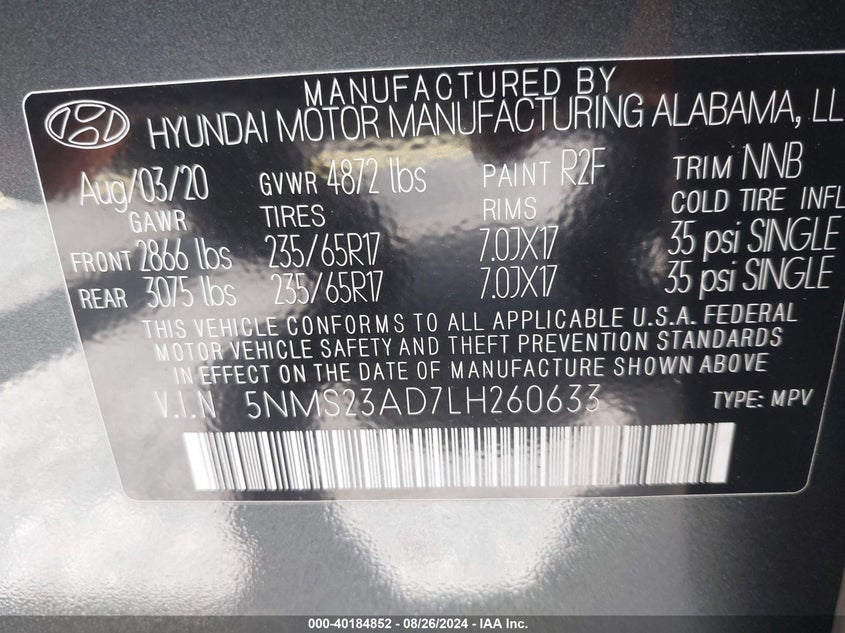 MANUFACTURED BY
HYUNDAI MOTOR MANUFACTURING ALABAMA, LL
Aug/03/20 GVWR 4872 lbs PAINT R2F TRIM NNB
GAWR TIRES RIMS COLD TIRE INFL
FRONT 2866 lbs 235/65R17 7.0JX17 35 psi SINGLE
REAR 3075 lbs 235/65R17 7.0JX17 35 psi SINGLE
THIS VEHICLE CONFORMS TO ALL APPLICABLE U.S.A. FEDERAL
MOTOR VEHICLE SAFETY AND THEFT PREVENTION STANDARDS
IN EFFECT ON THE DATE OF MANUFACTURE SHOWN ABOVE
V.I.N 5NMS23AD7LH260633 TYPE: MPV
000-40184852 - 08/26/2024 - IAA Inc.